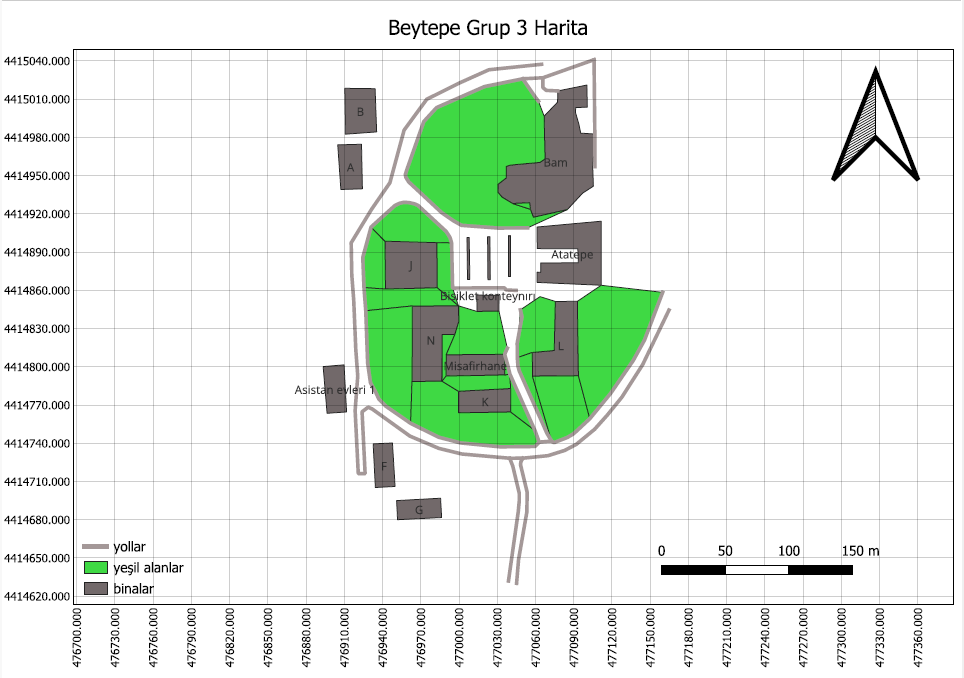 Beytepe Grup 3 Harita
4415040.000
4415010.000
4414980.000
4414950.000
4414920.000
4414890.000
4414860.000
4414830.000
4414800.000
4414770.000
4414740.000
4414710.000
4414680.000
4414650.000
4414620.000
B
A
Bam
Atatepe
J
Bisiklet konteynırı
N
L
Misafirhane
Asistan evleri 1
K
F
G
yollar
yeşil alanlar
binalar
0 50 100 150 m
476700.000 476730.000 476760.000 476790.000 476820.000 476850.000 476880.000 476910.000 476940.000 476970.000 477000.000 477030.000 477060.000 477090.000 477120.000 477150.000 477180.000 477210.000 477240.000 477270.000 477300.000 477330.000 477360.000